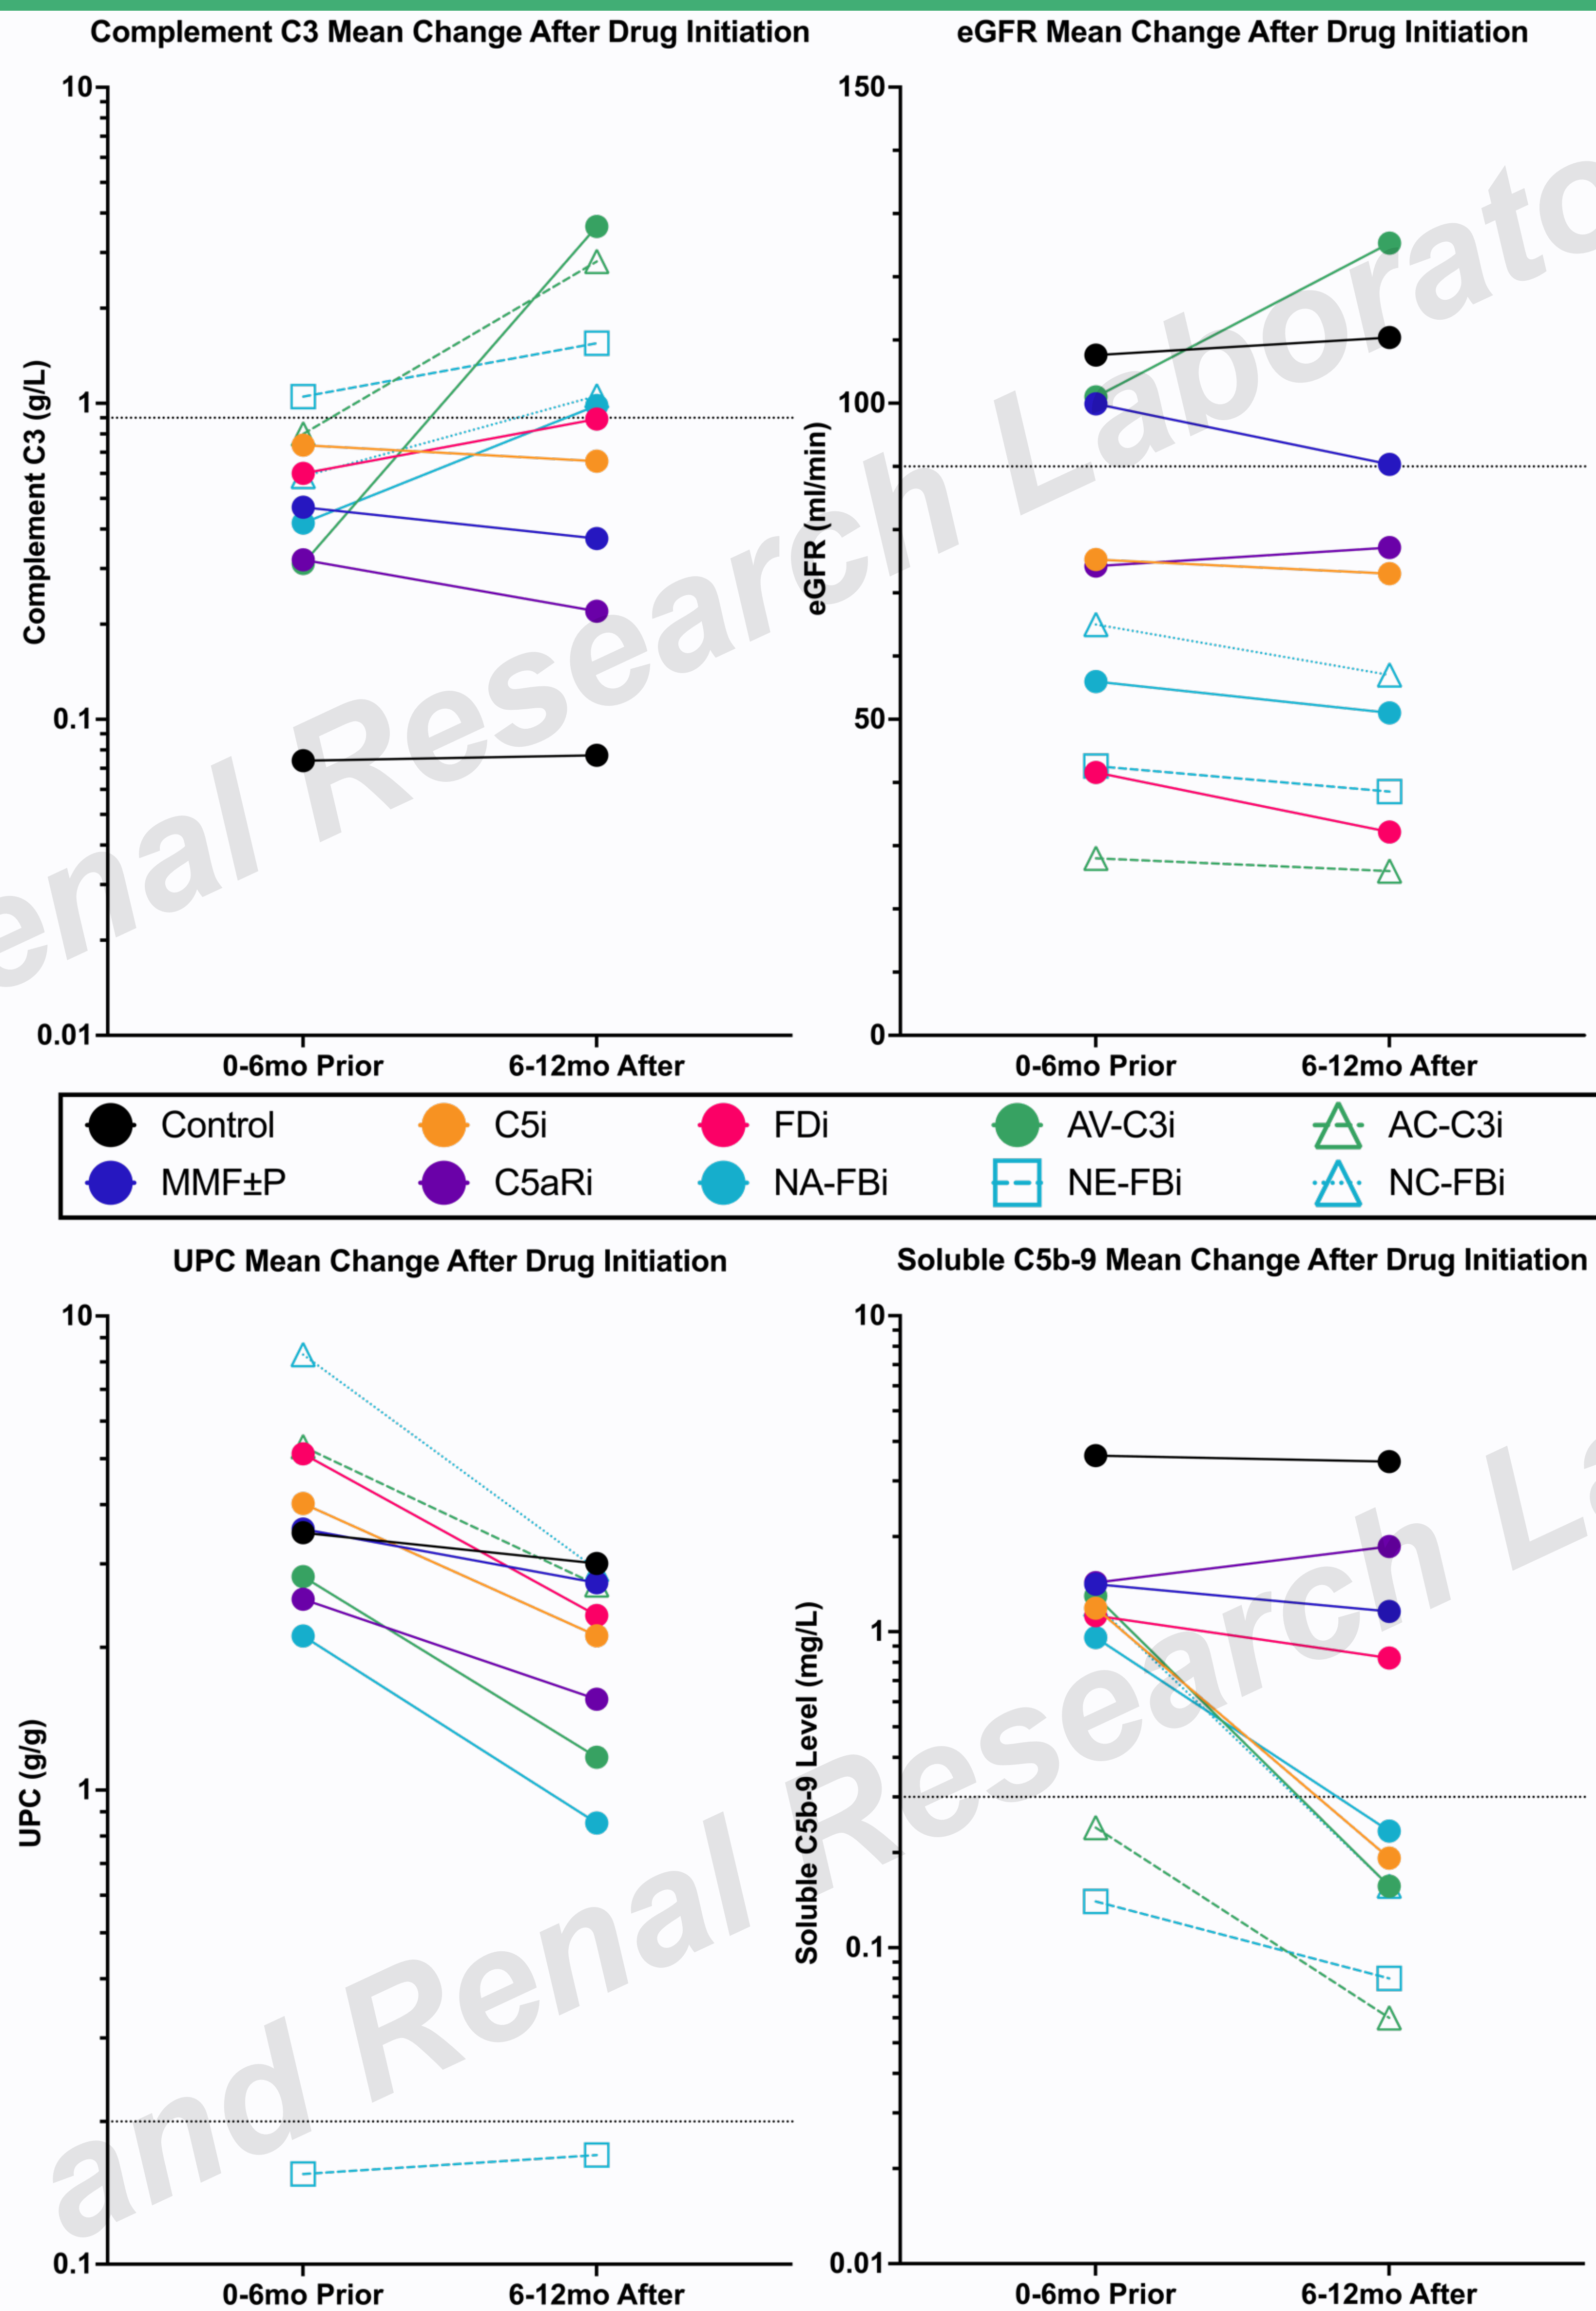 Complement C3 Mean Change After Drug Initiation
10
1
0.1
0.01
Complement C3 (g/L)
0-6mo Prior
6-12mo After
eGFR Mean Change After Drug Initiation
150
100
50
0
eGFR (ml/min)
0-6mo Prior
6-12mo After
enal Research Laborato
Control
C5i
FDi
AV-C3i
AC-C3i
MMF±P
C5aRi
NA-FBi
NE-FBi
NC-FBi
UPC Mean Change After Drug Initiation
10
1
0.1
UPC (g/g)
0-6mo Prior
6-12mo After
Soluble C5b-9 Mean Change After Drug Initiation
10
1
0.1
0.01
Soluble C5b-9 Level (mg/L)
0-6mo Prior
6-12mo After
and Renal Research La